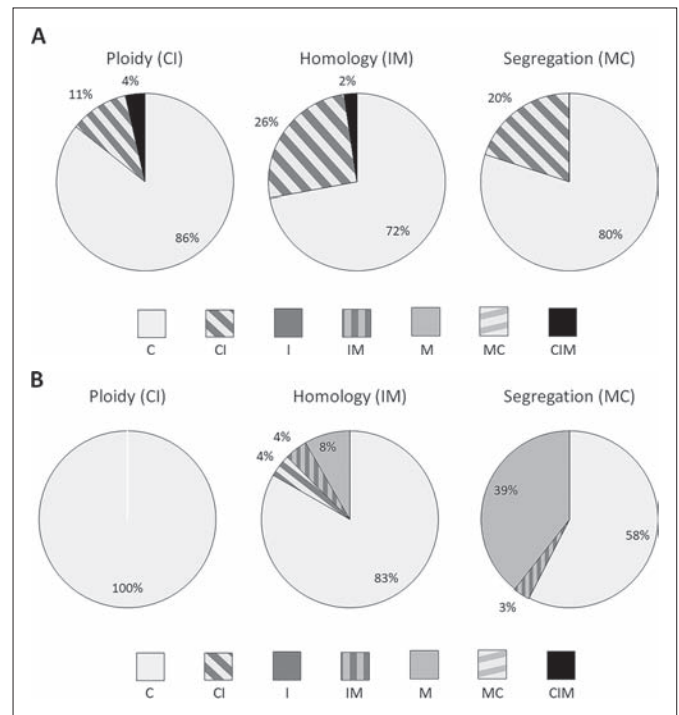 A
Ploidy (CI) Homology (IM) Segregation (MC)
11% 4% 26% 2% 20%
86% 72% 80%
C CI I IM M MC CIM
B
Ploidy (CI) Homology (IM) Segregation (MC)
4% 4% 8% 39%
100% 83% 58% 3%
C CI I IM M MC CIM